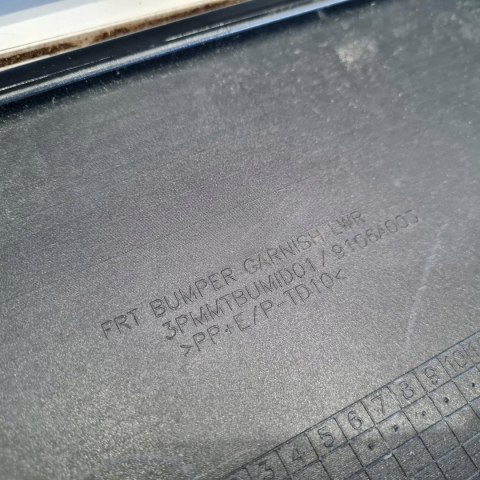 FRT BUMPER GARNISH LWR
3PMMTBUMID01/9106A003
>PP+E/P-TD10<
3 4 5 6 7 8 9 10